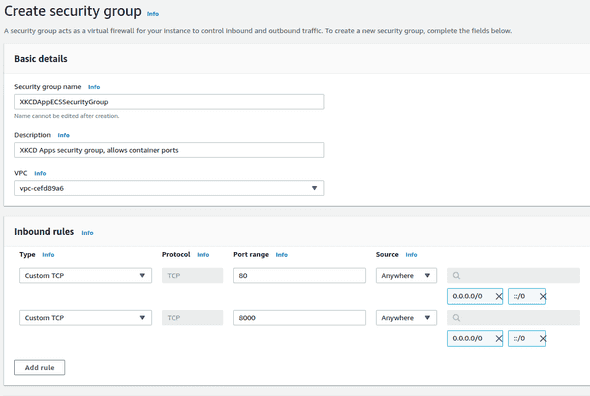 Create security group Info
A security group acts as a virtual firewall for your instance to control inbound and outbound traffic. To create a new security group, complete the fields below.
Basic details
Security group name Info
XKCDAppECSSecurityGroup
Name cannot be edited after creation.
Description Info
XKCD Apps security group, allows container ports
VPC Info
vpc-cefd89a6
Inbound rules Info
Type Info Protocol Info Port range Info Source Info
Custom TCP TCP 80 Anywhere
0.0.0.0/0 ::/0
Custom TCP TCP 8000 Anywhere
0.0.0.0/0 ::/0
Add rule